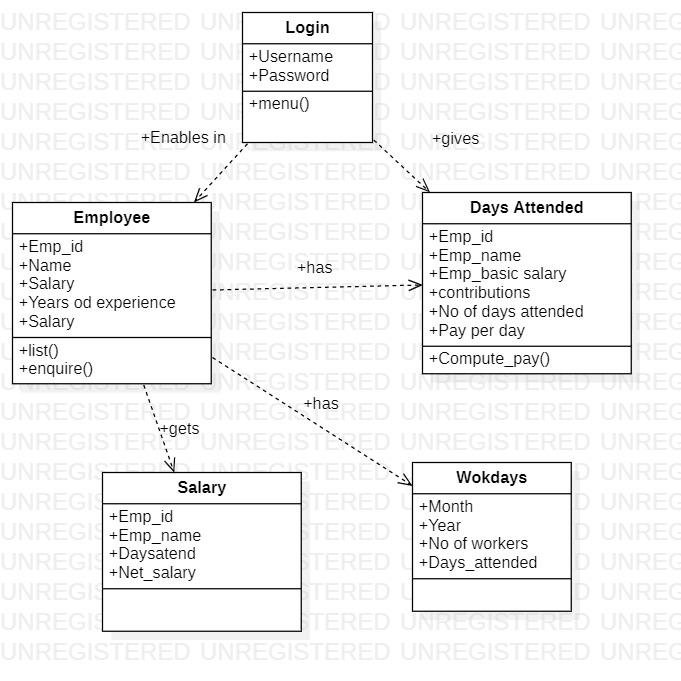 Login
+Username
+Password
+menu()
+Enables in
+gives
Employee
+Emp_id
+Name
+Salary
+Years od experience
+Salary
+list()
+enquire()
+has
Days Attended
+Emp_id
+Emp_name
+Emp_basic salary
+contributions
+No of days attended
+Pay per day
+Compute_pay()
+gets
+has
Salary
+Emp_id
+Emp_name
+Daysatend
+Net_salary
Wokdays
+Month
+Year
+No of workers
+Days_attended
UNREGISTERED